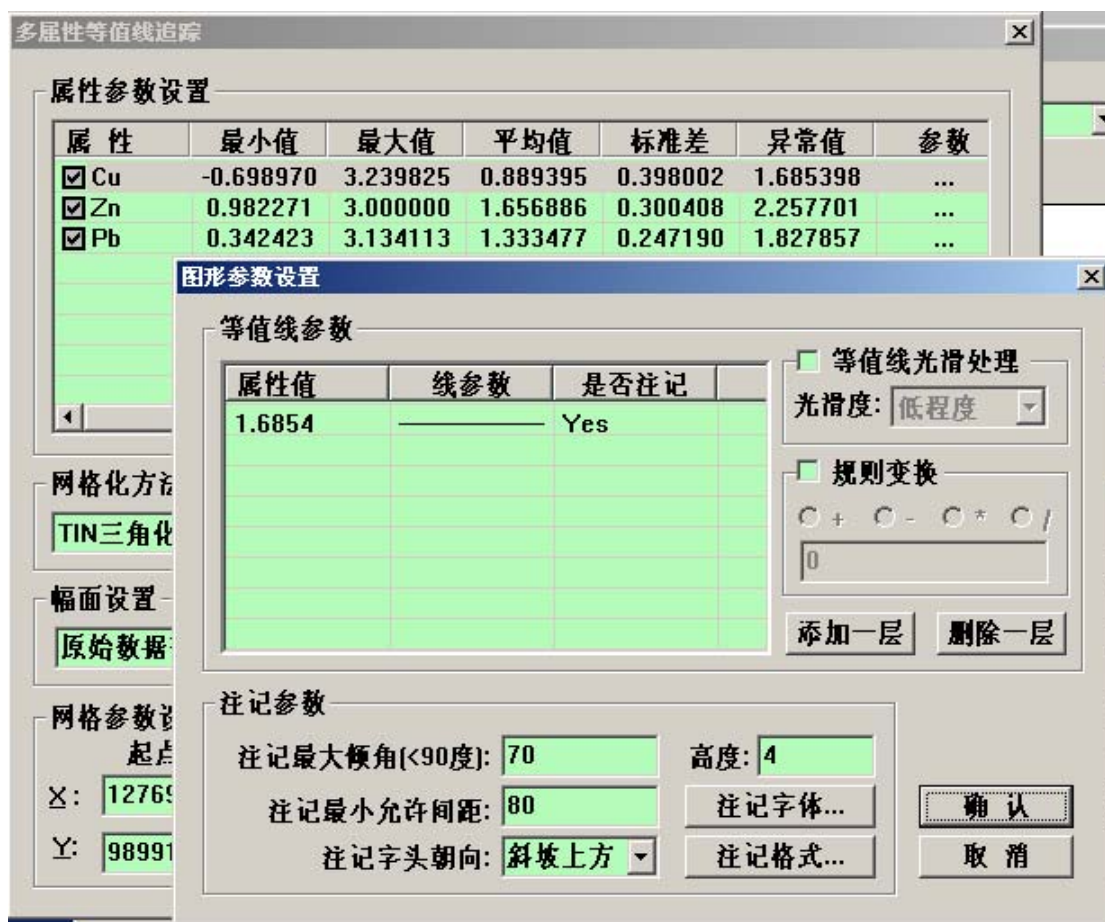 多属性等值线追踪
属性参数设置
属 性 最小值 最大值 平均值 标准差 异常值 参数
Cu -0.698970 3.239825 0.889395 0.398002 1.685398 ...
Zn 0.982271 3.000000 1.656886 0.300408 2.257701 ...
Pb 0.342423 3.134113 1.333477 0.247190 1.827857 ...
网格化方法
TIN三角化
幅面设置
原始数据
网格参数设
起点
X: 12769
Y: 98991
图形参数设置
等值线参数
属性值 线参数 是否注记
1.6854 Yes
等值线光滑处理
光滑度: 低程度
规则变换
+ - * /
0
添加一层 删除一层
注记参数
注记最大倾角(<90度): 70 高度: 4
注记最小允许间距: 80 注记字体...
注记字头朝向: 斜坡上方 注记格式...
确 认
取 消